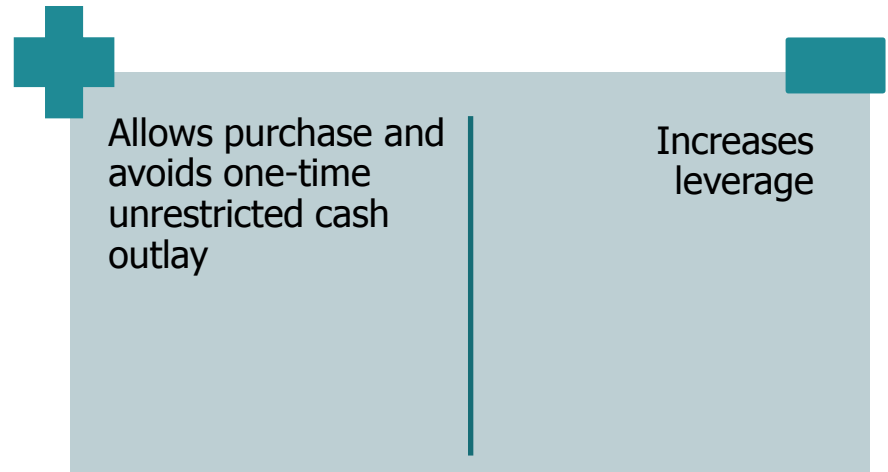 Allows purchase and
avoids one-time
unrestricted cash
outlay
Increases
leverage